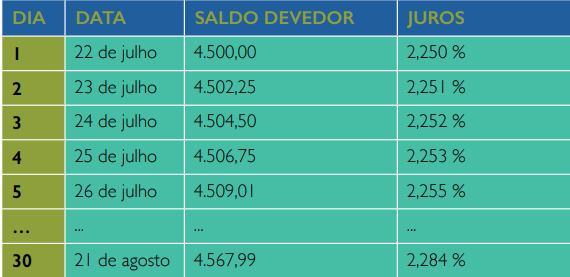 DIA DATA SALDO DEVEDOR JUROS
1 22 de julho 4.500,00 2,250 %
2 23 de julho 4.502,25 2,251 %
3 24 de julho 4.504,50 2,252 %
4 25 de julho 4.506,75 2,253 %
5 26 de julho 4.509,01 2,255 %
... ... ... ...
30 21 de agosto 4.567,99 2,284 %